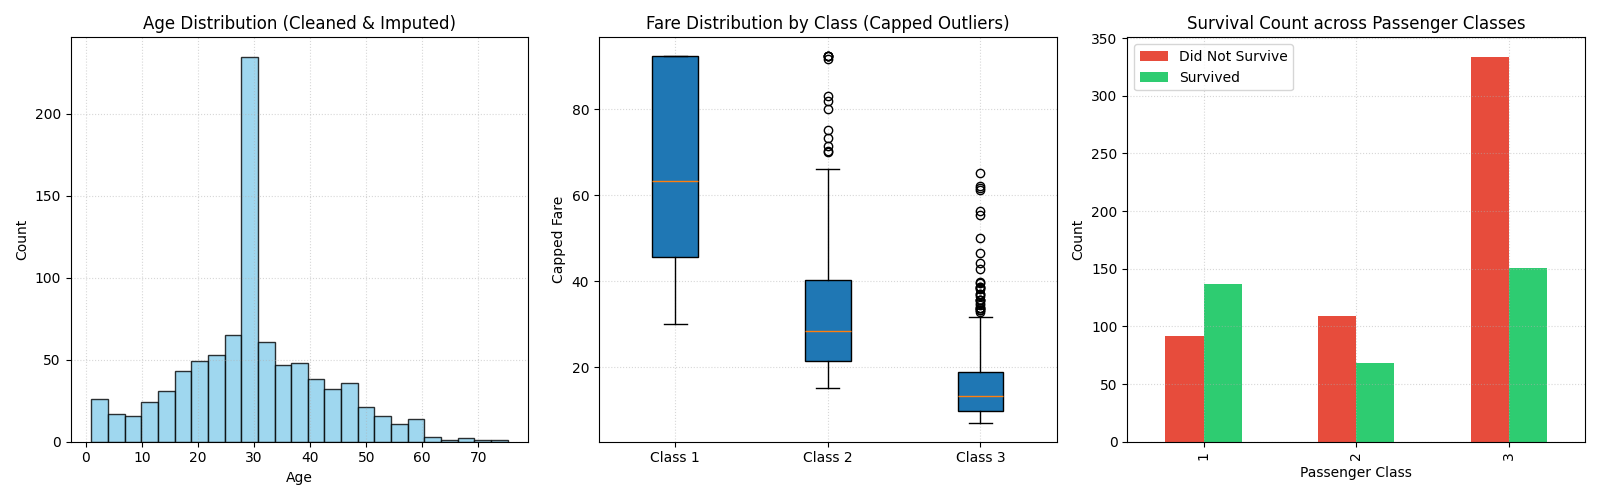 Age Distribution (Cleaned & Imputed)
Count
200
150
100
50
0
0 10 20 30 40 50 60 70
Age
Fare Distribution by Class (Capped Outliers)
Capped Fare
80
60
40
20
Class 1 Class 2 Class 3
Survival Count across Passenger Classes
Did Not Survive
Survived
Count
350
300
250
200
150
100
50
0
1 2 3
Passenger Class